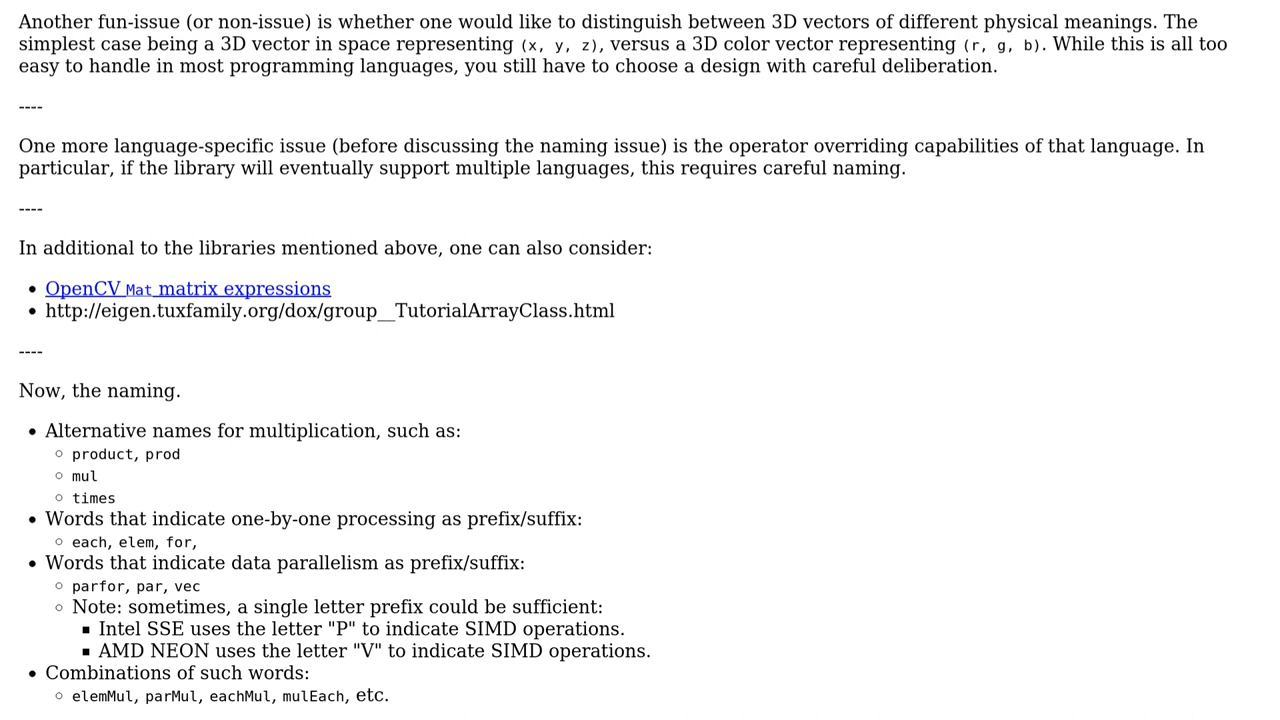 Another fun-issue (or non-issue) is whether one would like to distinguish between 3D vectors of different physical meanings. The
simplest case being a 3D vector in space representing (x, y, z), versus a 3D color vector representing (r, g, b). While this is all too
easy to handle in most programming languages, you still have to choose a design with careful deliberation.
----
One more language-specific issue (before discussing the naming issue) is the operator overriding capabilities of that language. In
particular, if the library will eventually support multiple languages, this requires careful naming.
----
In additional to the libraries mentioned above, one can also consider:
• OpenCV Mat matrix expressions
• http://eigen.tuxfamily.org/dox/group__TutorialArrayClass.html
----
Now, the naming.
• Alternative names for multiplication, such as:
◦ product, prod
◦ mul
◦ times
• Words that indicate one-by-one processing as prefix/suffix:
◦ each, elem, for,
• Words that indicate data parallelism as prefix/suffix:
◦ parfor, par, vec
◦ Note: sometimes, a single letter prefix could be sufficient:
▪ Intel SSE uses the letter "P" to indicate SIMD operations.
▪ AMD NEON uses the letter "V" to indicate SIMD operations.
• Combinations of such words:
◦ elemMul, parMul, eachMul, mulEach, etc.